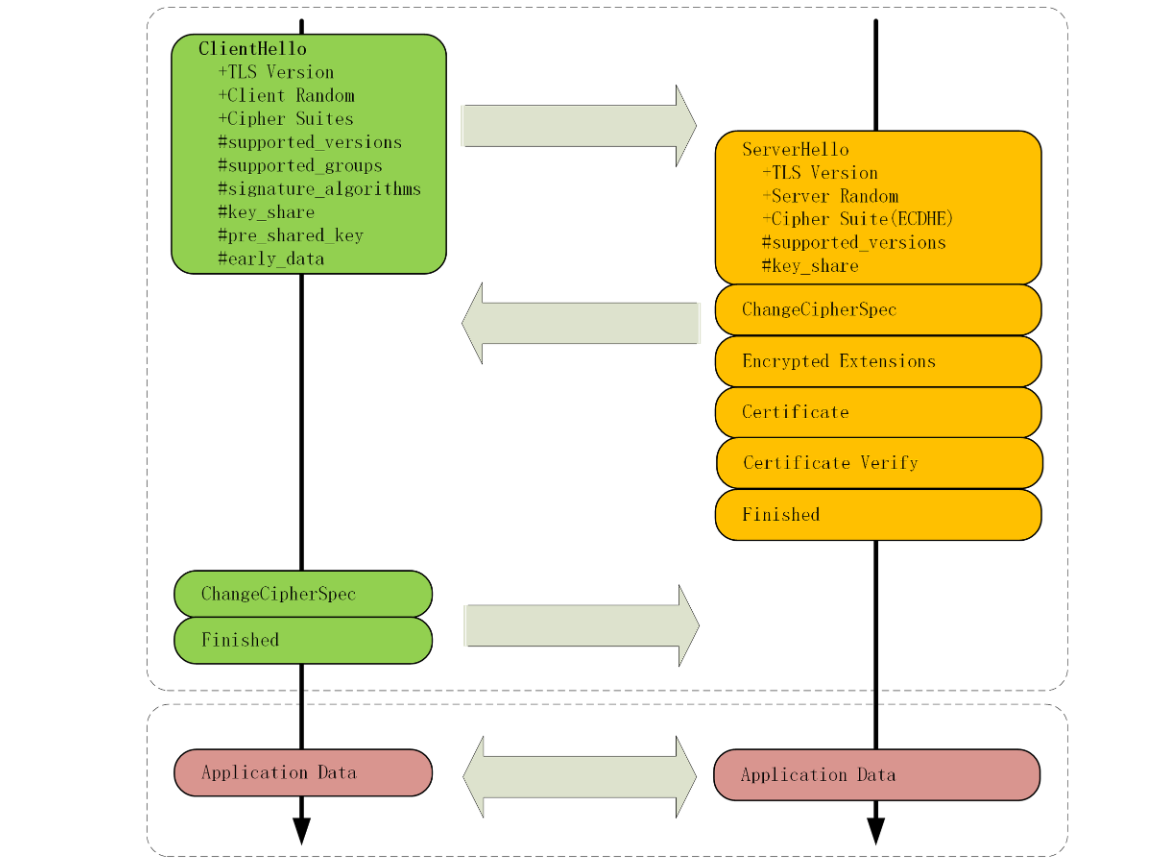 ClientHello
+TLS Version
+Client Random
+Cipher Suites
#supported_versions
#supported_groups
#signature_algorithms
#key_share
#pre_shared_key
#early_data
ServerHello
+TLS Version
+Server Random
+Cipher Suite(ECDHE)
#supported_versions
#key_share
ChangeCipherSpec
Encrypted Extensions
Certificate
Certificate Verify
Finished
ChangeCipherSpec
Finished
Application Data
Application Data